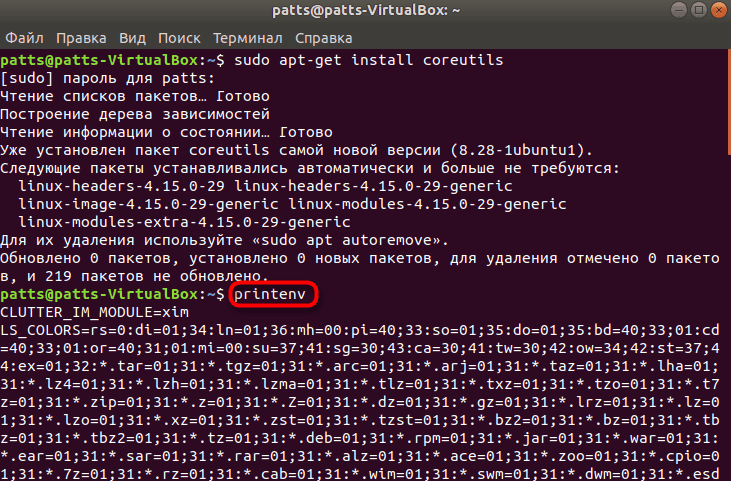 patts@patts-VirtualBox: ~
Файл Правка Вид Поиск Терминал Справка
patts@patts-VirtualBox:~$ sudo apt-get install coreutils
[sudo] пароль для patts:
Чтение списков пакетов… Готово
Построение дерева зависимостей
Чтение информации о состоянии… Готово
Уже установлен пакет coreutils самой новой версии (8.28-1ubuntu1).
Следующие пакеты устанавливались автоматически и больше не требуются:
  linux-headers-4.15.0-29 linux-headers-4.15.0-29-generic
  linux-image-4.15.0-29-generic linux-modules-4.15.0-29-generic
  linux-modules-extra-4.15.0-29-generic
Для их удаления используйте «sudo apt autoremove».
Обновлено 0 пакетов, установлено 0 новых пакетов, для удаления отмечено 0 пакето
в, и 219 пакетов не обновлено.
patts@patts-VirtualBox:~$ printenv
CLUTTER_IM_MODULE=xim
LS_COLORS=rs=0:di=01;34:ln=01;36:mh=00:pi=40;33:so=01;35:do=01;35:bd=40;33;01:cd
=40;33;01:or=40;31;01:mi=00:su=37;41:sg=30;43:ca=30;41:tw=30;42:ow=34;42:st=37;4
4:ex=01;32:*.tar=01;31:*.tgz=01;31:*.arc=01;31:*.arj=01;31:*.taz=01;31:*.lha=01;
31:*.lz4=01;31:*.lzh=01;31:*.lzma=01;31:*.tlz=01;31:*.txz=01;31:*.tzo=01;31:*.t7
z=01;31:*.zip=01;31:*.z=01;31:*.Z=01;31:*.dz=01;31:*.gz=01;31:*.lrz=01;31:*.lz=0
1;31:*.lzo=01;31:*.xz=01;31:*.zst=01;31:*.tzst=01;31:*.bz2=01;31:*.bz=01;31:*.tb
z=01;31:*.tbz2=01;31:*.tz=01;31:*.deb=01;31:*.rpm=01;31:*.jar=01;31:*.war=01;31:
*.ear=01;31:*.sar=01;31:*.rar=01;31:*.alz=01;31:*.ace=01;31:*.zoo=01;31:*.cpio=0
1;31:*.7z=01;31:*.rz=01;31:*.cab=01;31:*.wim=01;31:*.swm=01;31:*.dwm=01;31:*.esd